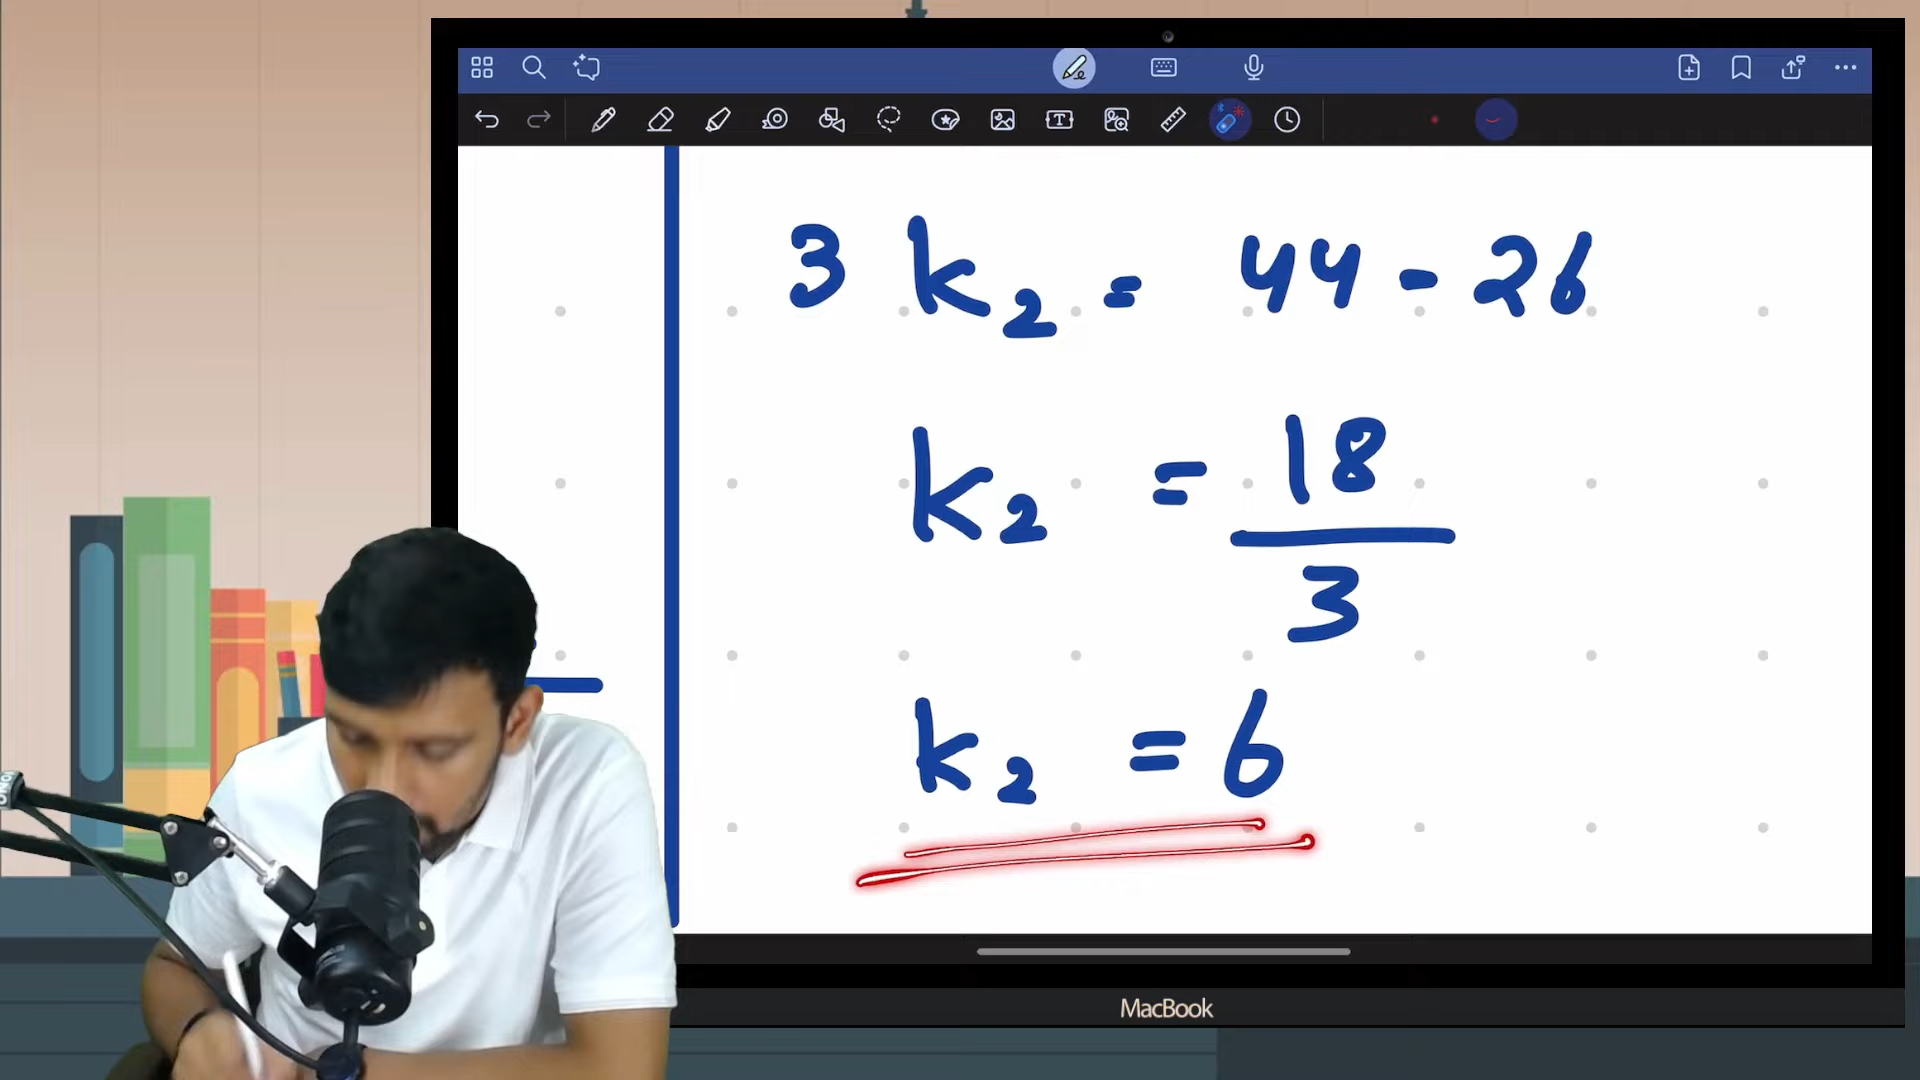 3 k₂ = 44 - 26
k₂ = 18/3
k₂ = 6
MacBook